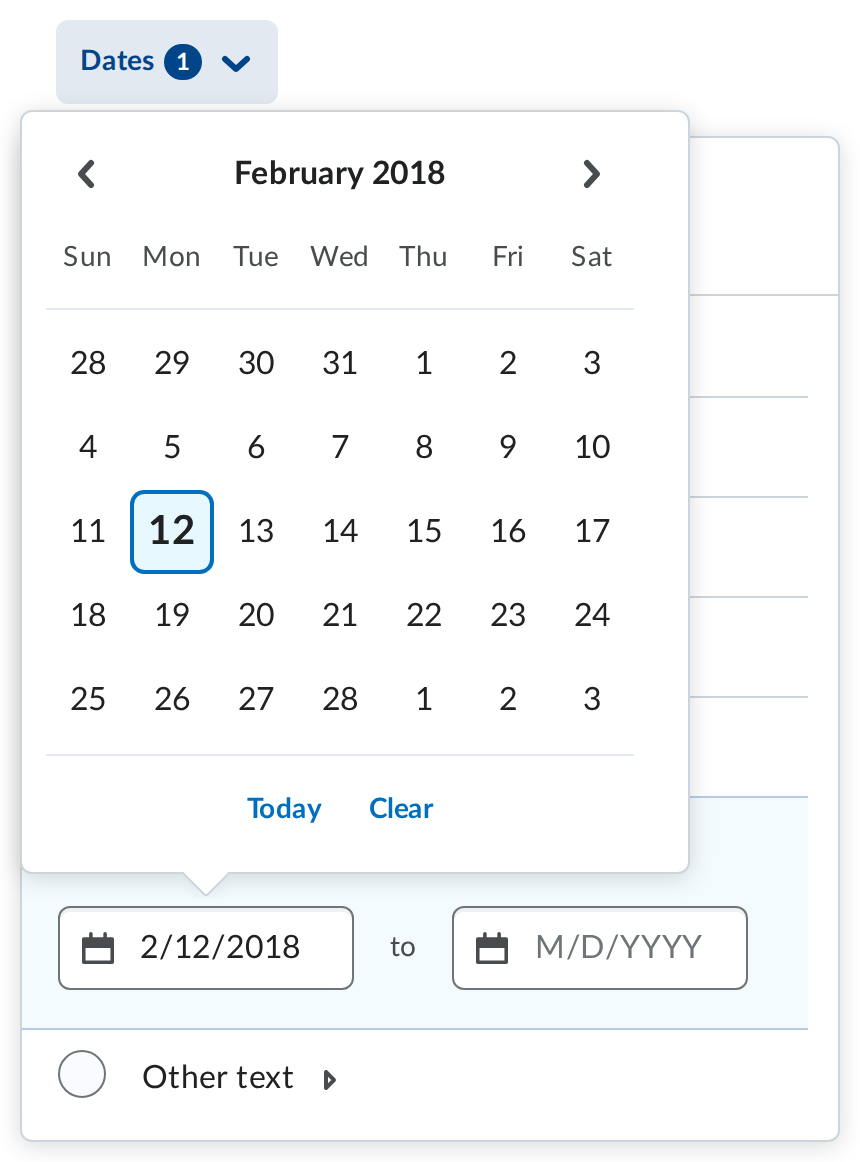 Dates 1
February 2018
Sun Mon Tue Wed Thu Fri Sat
28 29 30 31 1 2 3
4 5 6 7 8 9 10
11 12 13 14 15 16 17
18 19 20 21 22 23 24
25 26 27 28 1 2 3
Today Clear
2/12/2018 to M/D/YYYY
Other text